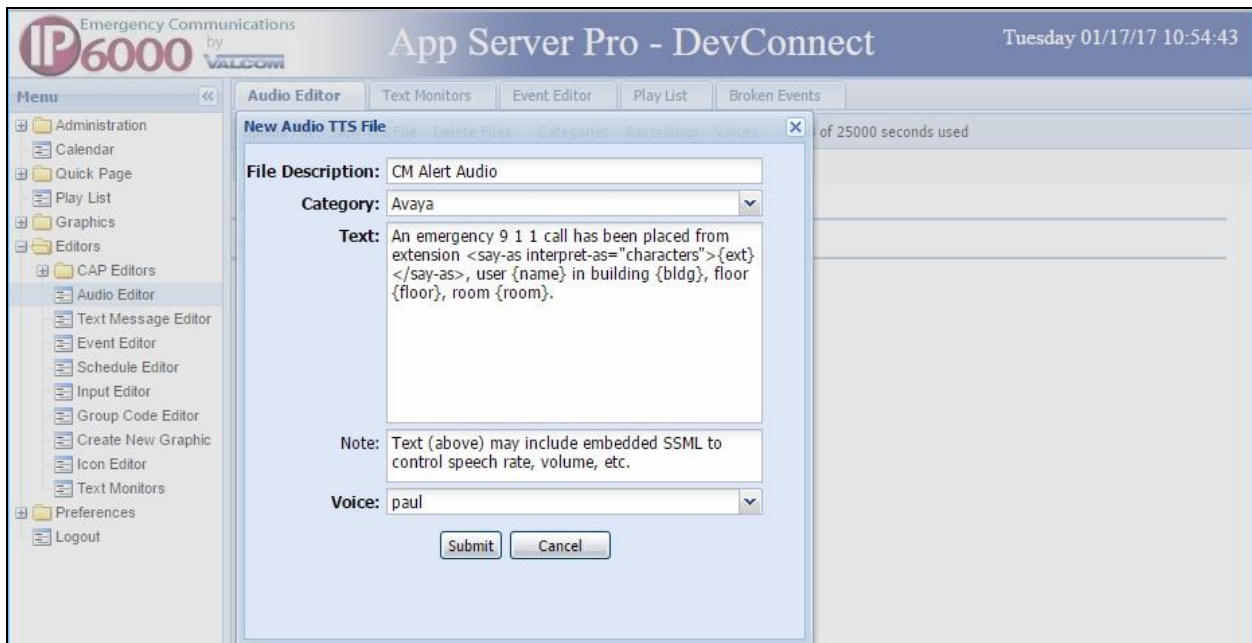 Emergency Communications
IP 6000 by VALCOM
App Server Pro - DevConnect
Tuesday 01/17/17 10:54:43
Menu
Administration
Calendar
Quick Page
Play List
Graphics
Editors
CAP Editors
Audio Editor
Text Message Editor
Event Editor
Schedule Editor
Input Editor
Group Code Editor
Create New Graphic
Icon Editor
Text Monitors
Preferences
Logout
Audio Editor Text Monitors Event Editor Play List Broken Events
New Audio TTS File
File Delete Files Categories Recordings Voices
of 25000 seconds used
File Description: CM Alert Audio
Category: Avaya
Text: An emergency 9 1 1 call has been placed from
extension <say-as interpret-as="characters">{ext}
</say-as>, user {name} in building {bldg}, floor
{floor}, room {room}.
Note: Text (above) may include embedded SSML to
control speech rate, volume, etc.
Voice: paul
Submit Cancel